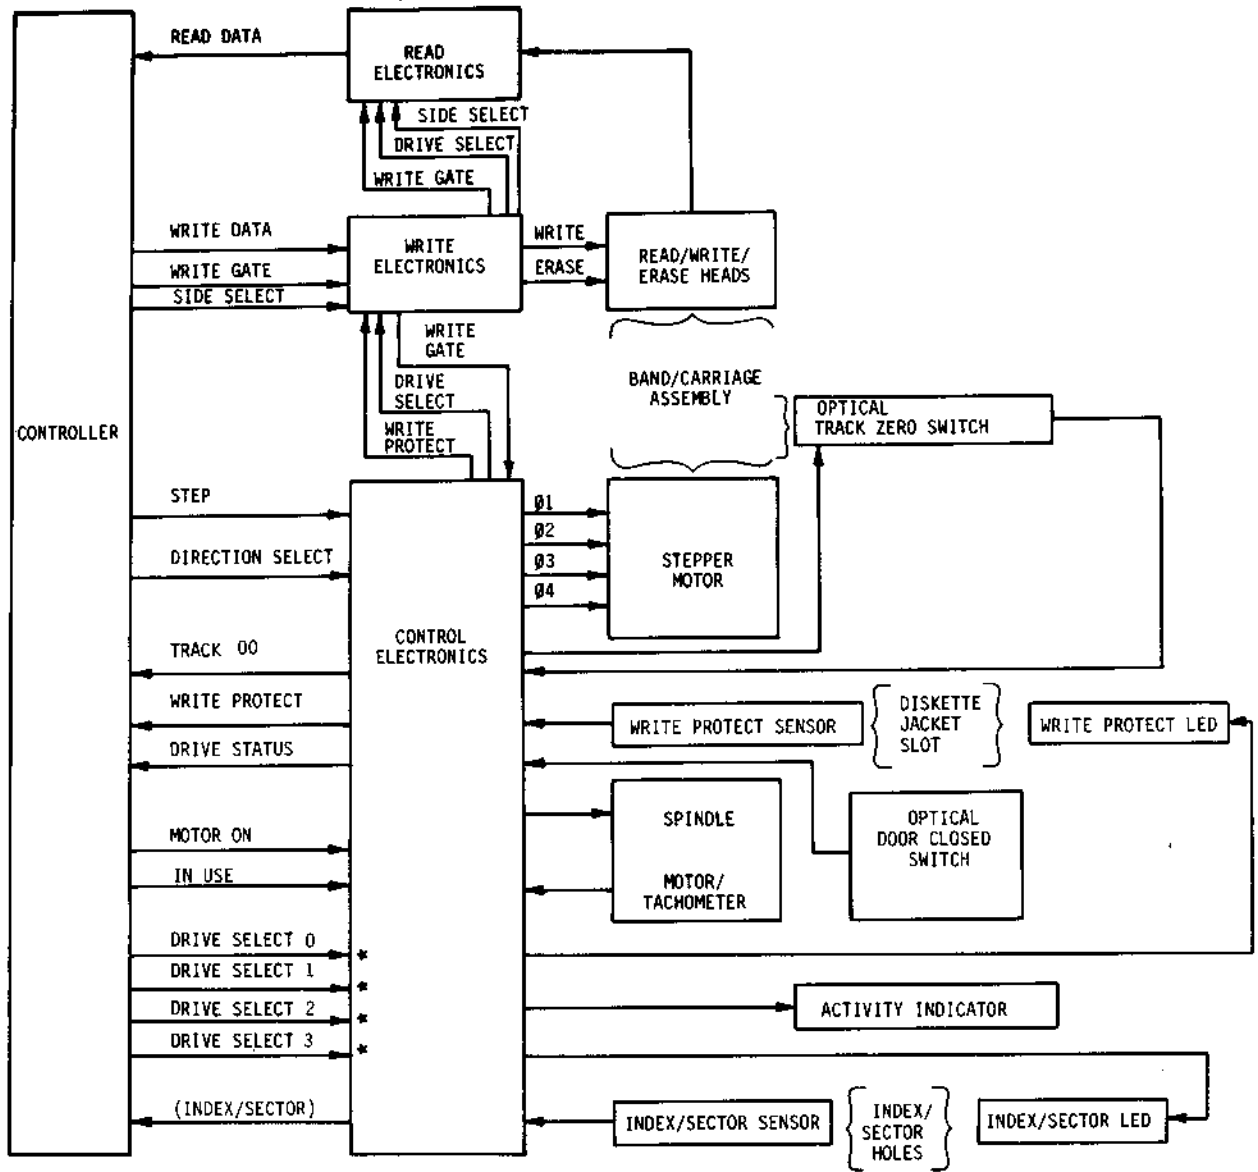 READ DATA
READ
ELECTRONICS
SIDE SELECT
DRIVE SELECT
WRITE GATE
WRITE DATA
WRITE GATE
SIDE SELECT
WRITE
ELECTRONICS
WRITE
ERASE
READ/WRITE/
ERASE HEADS
WRITE
GATE
DRIVE
SELECT
WRITE
PROTECT
BAND/CARRIAGE
ASSEMBLY
OPTICAL
TRACK ZERO SWITCH
CONTROLLER
STEP
DIRECTION SELECT
TRACK 00
WRITE PROTECT
DRIVE STATUS
MOTOR ON
IN USE
DRIVE SELECT 0
DRIVE SELECT 1
DRIVE SELECT 2
DRIVE SELECT 3
(INDEX/SECTOR)
*
*
*
*
CONTROL
ELECTRONICS
Ø1
Ø2
Ø3
Ø4
STEPPER
MOTOR
WRITE PROTECT SENSOR
DISKETTE
JACKET
SLOT
WRITE PROTECT LED
SPINDLE
MOTOR/
TACHOMETER
OPTICAL
DOOR CLOSED
SWITCH
ACTIVITY INDICATOR
INDEX/SECTOR SENSOR
INDEX/
SECTOR
HOLES
INDEX/SECTOR LED